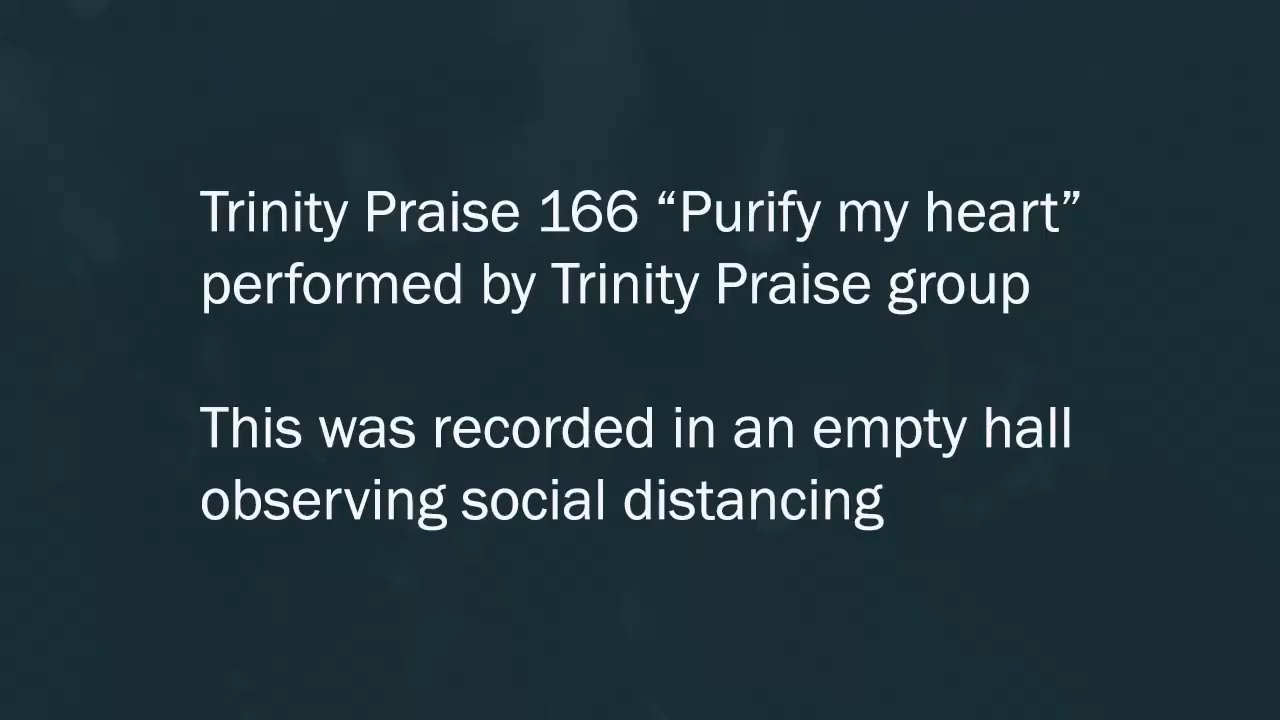 Trinity Praise 166 “Purify my heart”
performed by Trinity Praise group
This was recorded in an empty hall
observing social distancing